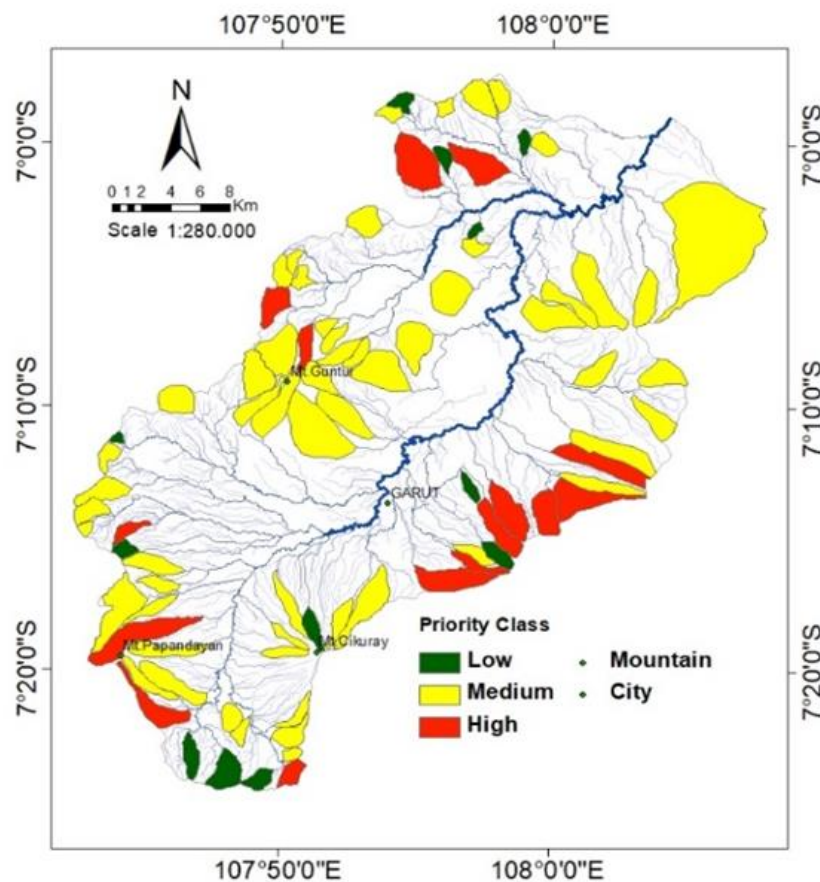 107°50'0"E 108°0'0"E
N
0 1 2 4 6 8
Km
Scale 1:280.000
7°0'0"S 7°0'0"S
Mt Guntur
7°10'0"S 7°10'0"S
GARUT
Mt Papandayan
Mt Cikuray
7°20'0"S 7°20'0"S
Priority Class
Low Mountain
Medium City
High
107°50'0"E 108°0'0"E